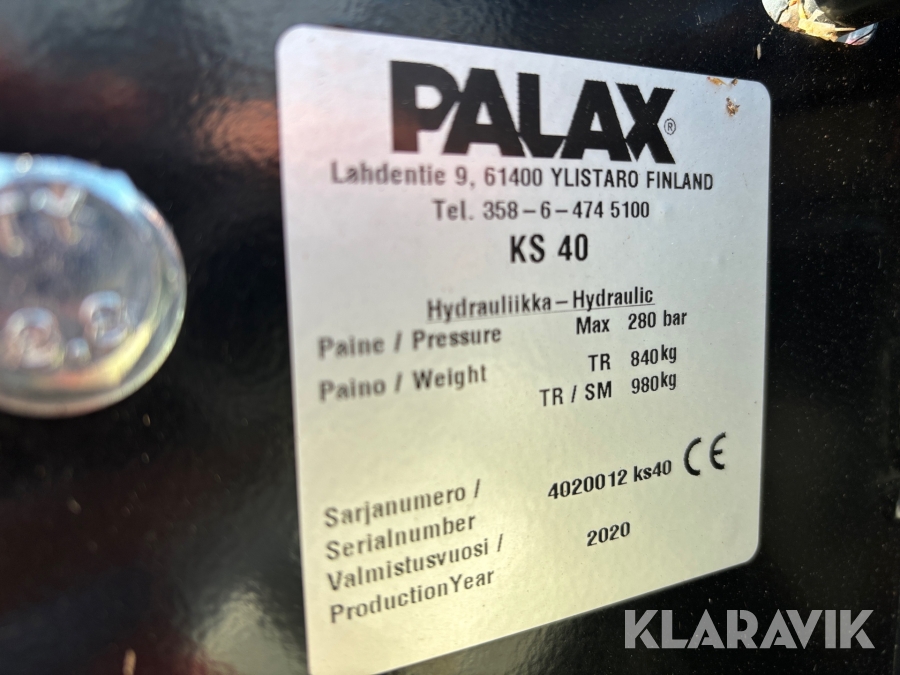 PALAX®
Lahdentie 9, 61400 YLISTARO FINLAND
Tel. 358-6-474 5100
KS 40
Hydrauliikka – Hydraulic
Paine / Pressure Max 280 bar
Paino / Weight TR 840kg
TR / SM 980kg
Sarjanumero / Serialnumber 4020012 ks40 CE
Valmistusvuosi / ProductionYear 2020
KLARAVIK